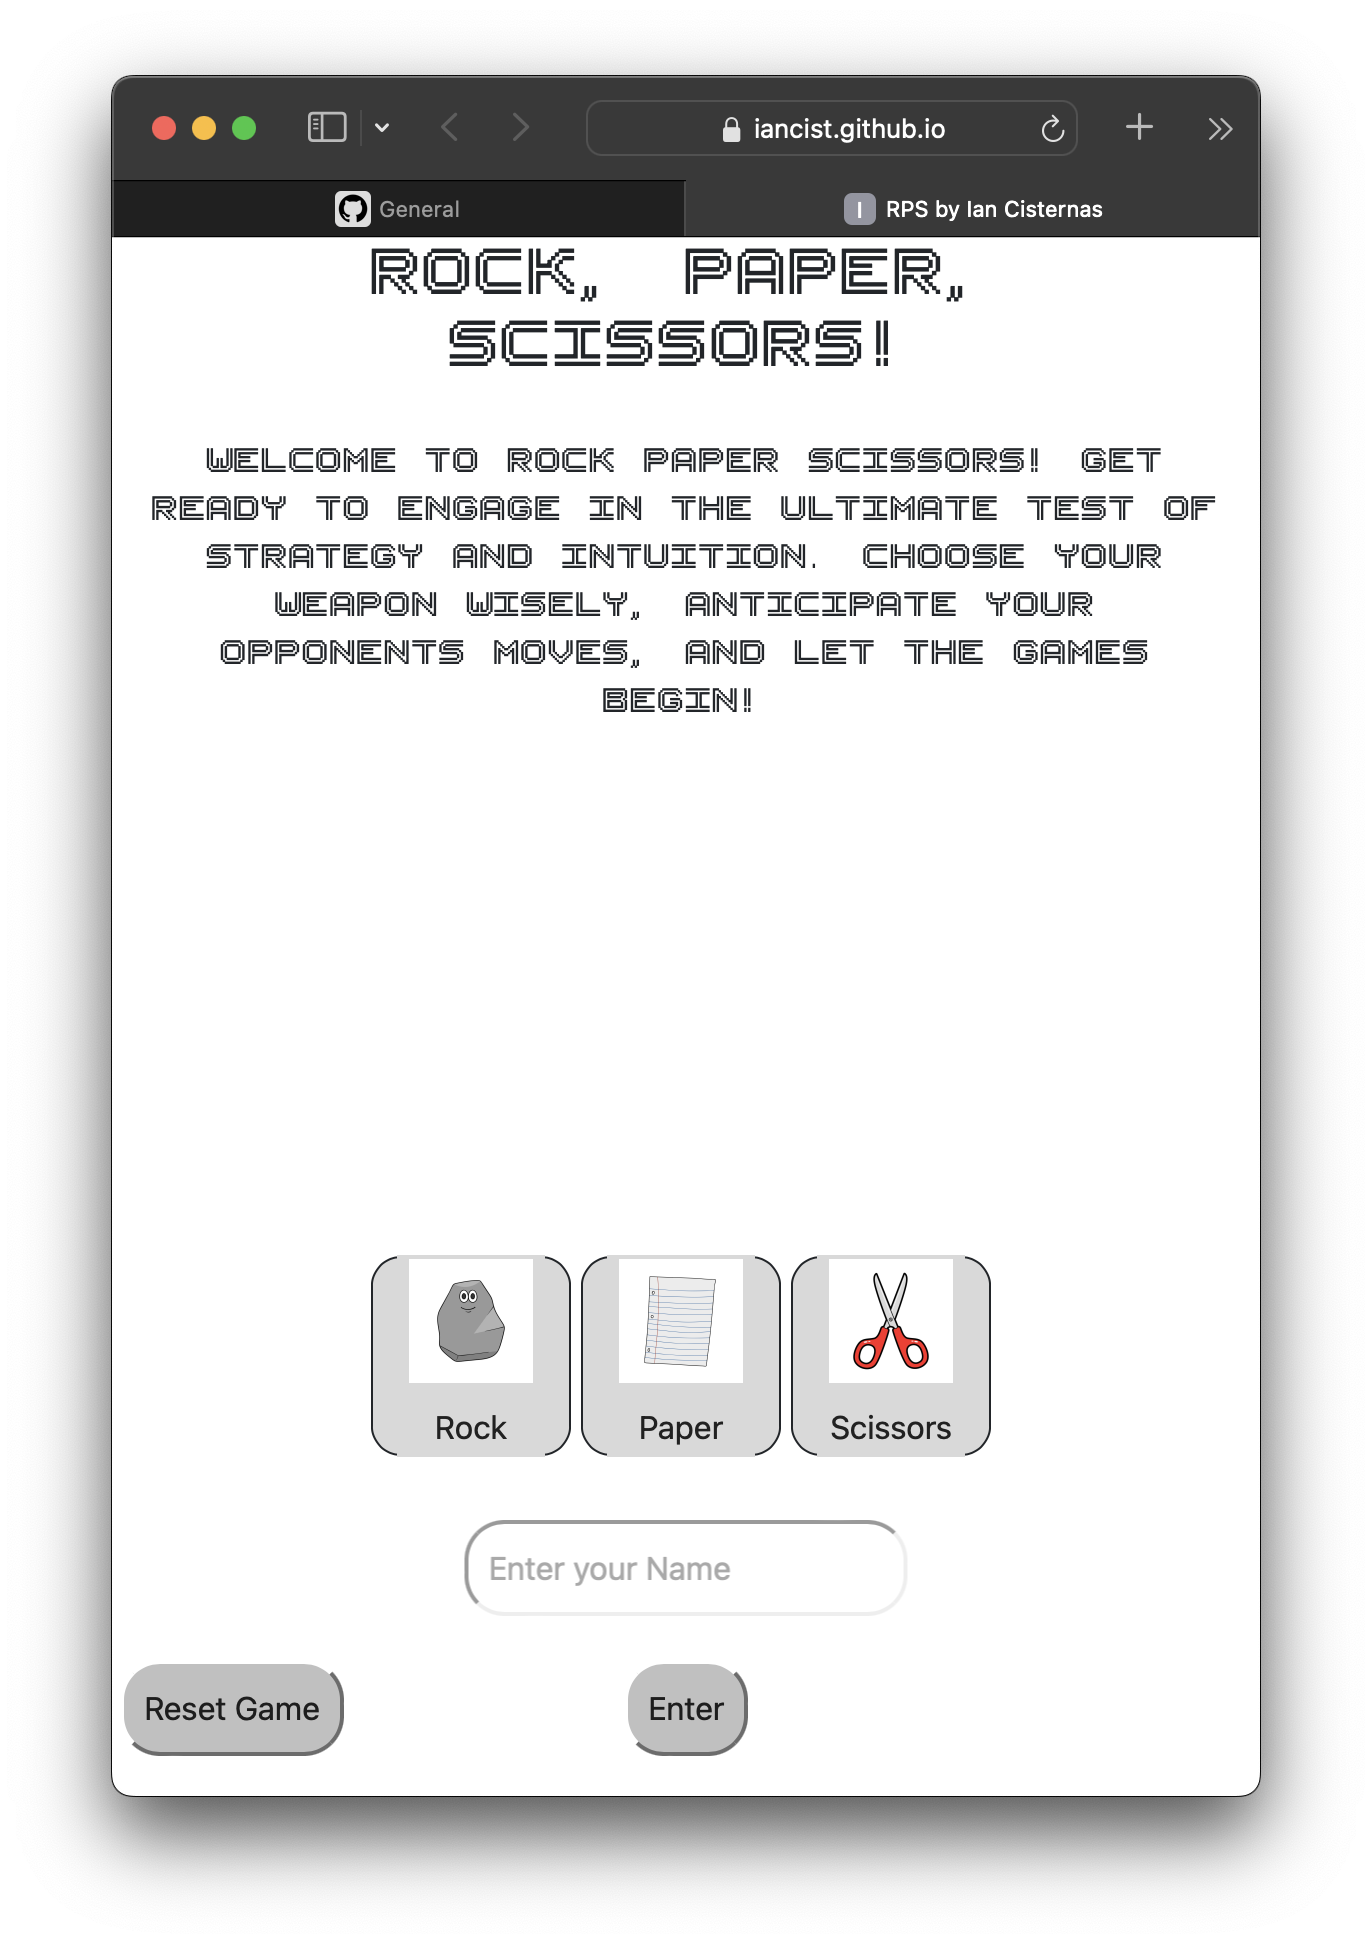 iancist.github.io
General
I RPS by Ian Cisternas
ROCK, PAPER,
SCISSORS!
WELCOME TO ROCK PAPER SCISSORS! GET
READY TO ENGAGE IN THE ULTIMATE TEST OF
STRATEGY AND INTUITION. CHOOSE YOUR
WEAPON WISELY, ANTICIPATE YOUR
OPPONENTS MOVES, AND LET THE GAMES
BEGIN!
Rock Paper Scissors
Enter your Name
Reset Game Enter